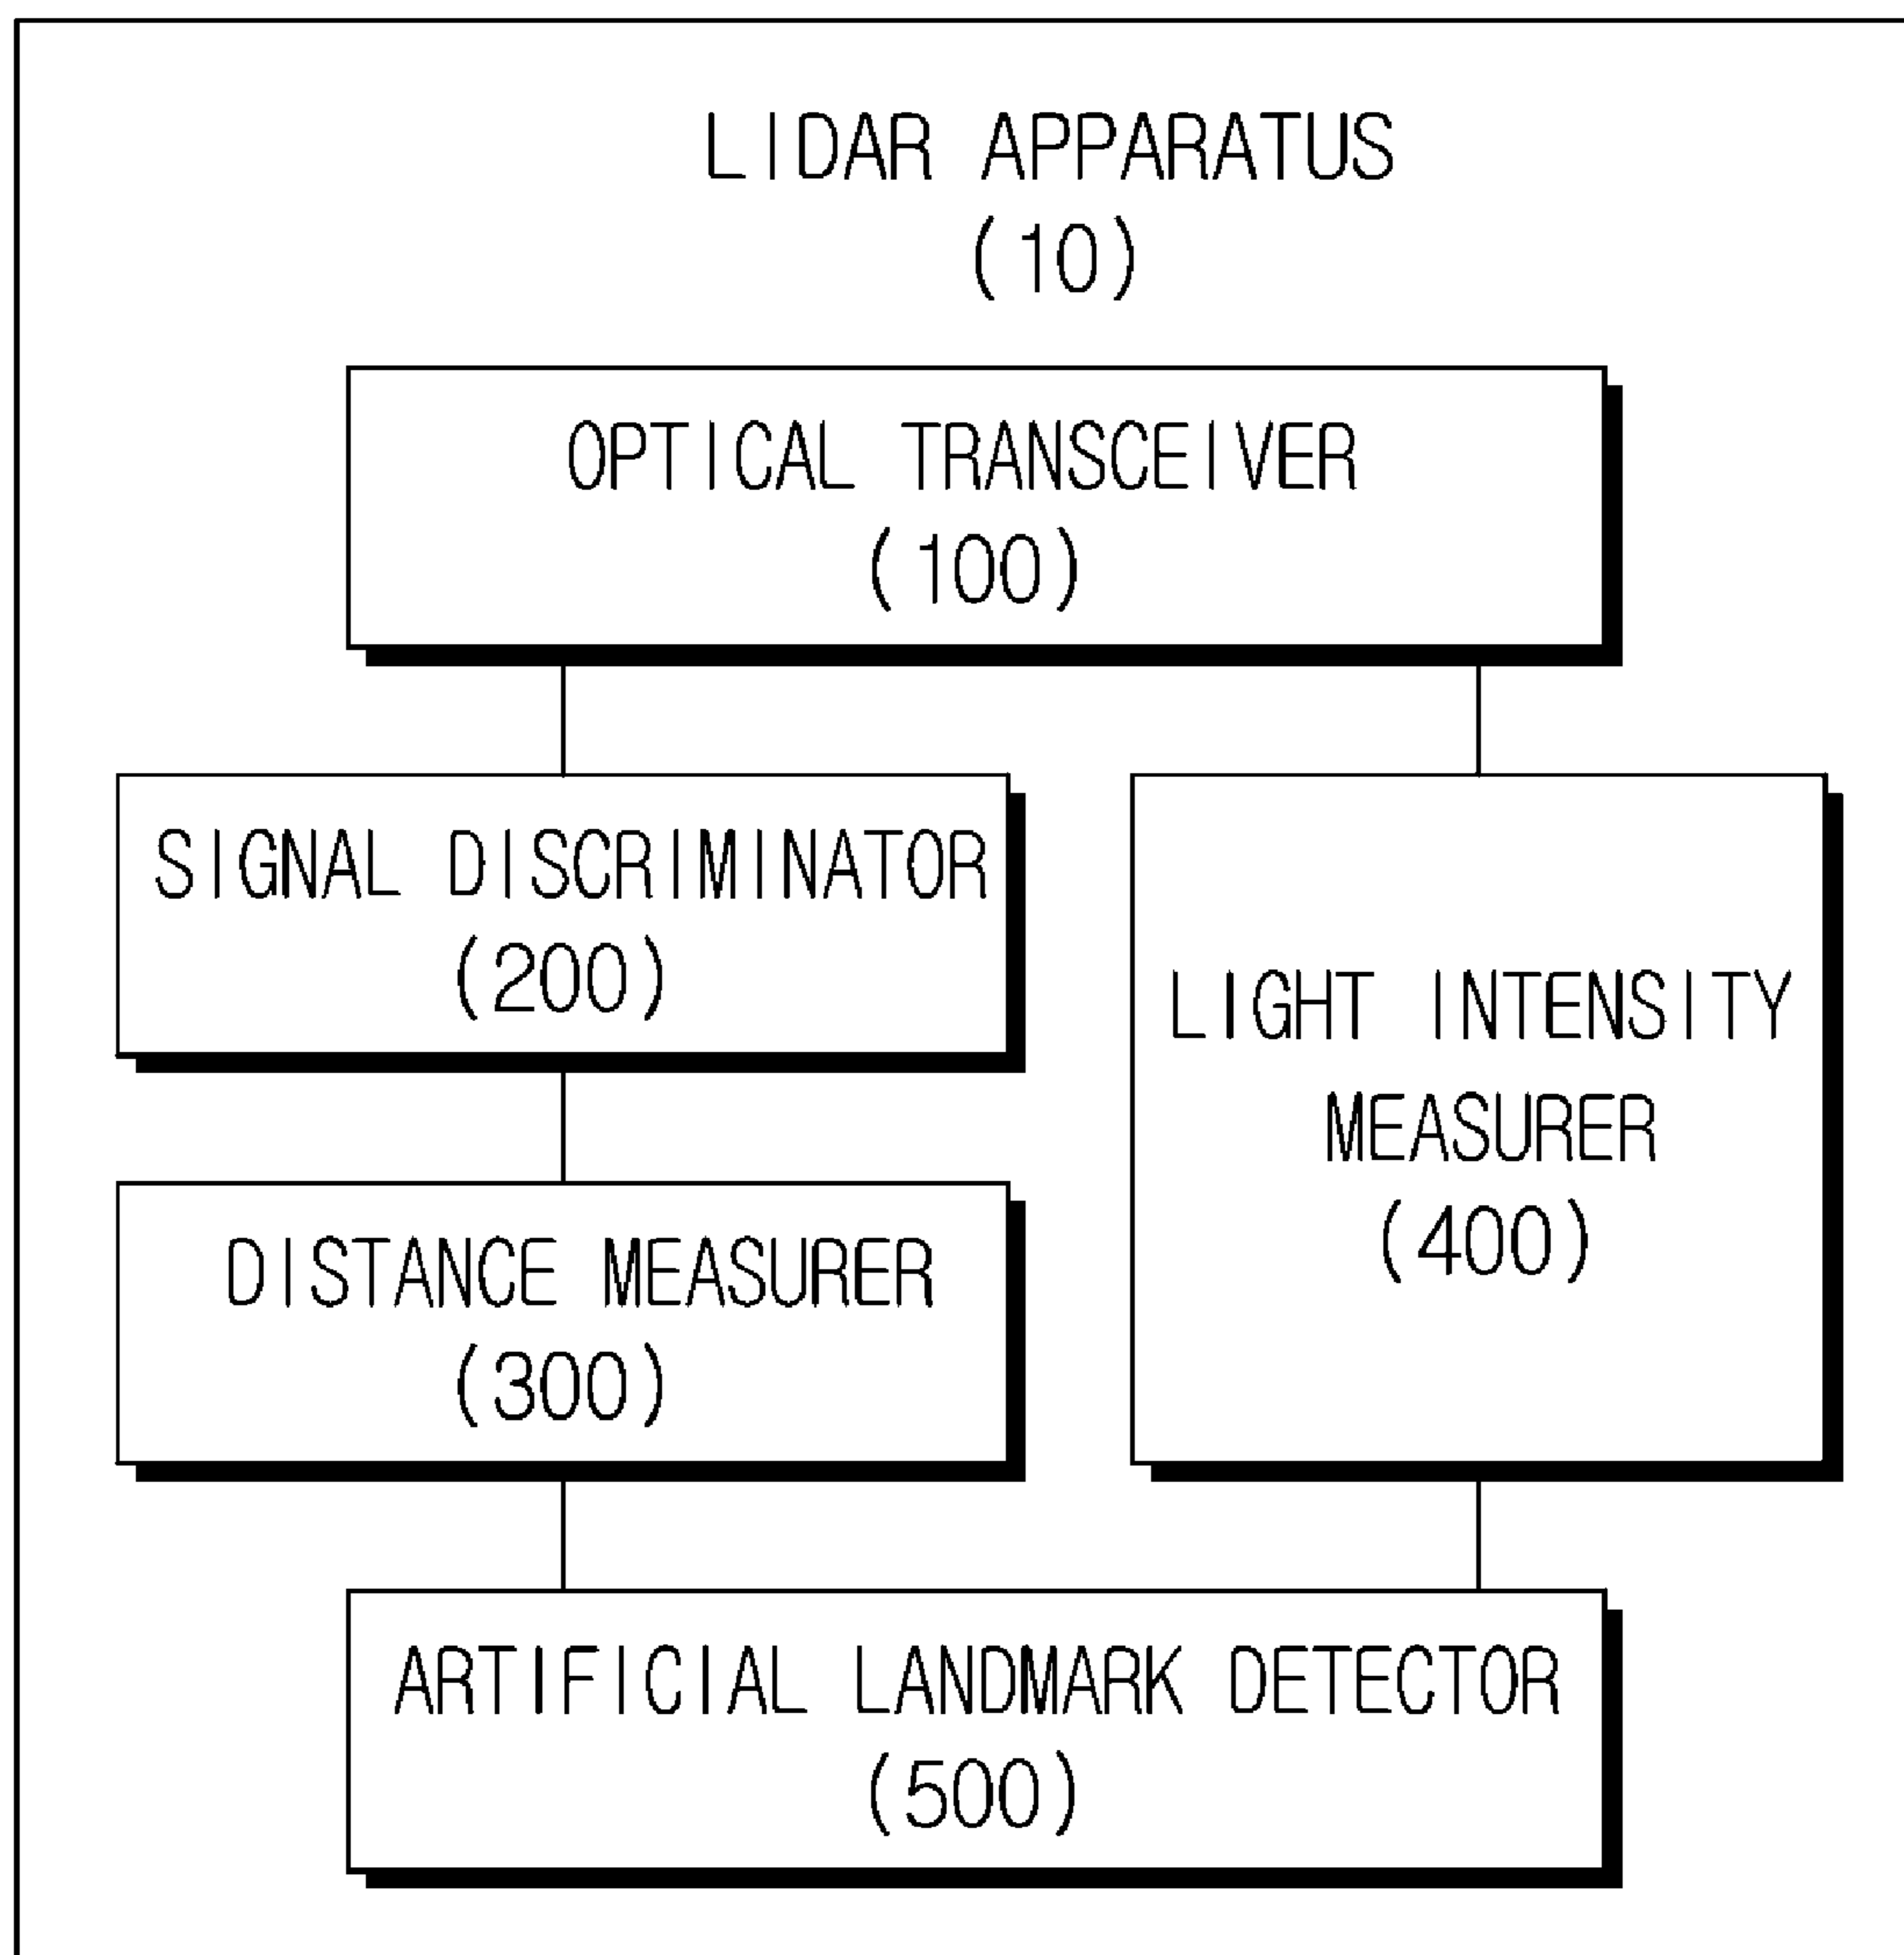 LIDAR APPARATUS
(10)
OPTICAL TRANSCEIVER
(100)
SIGNAL DISCRIMINATOR
(200)
LIGHT INTENSITY
MEASURER
(400)
DISTANCE MEASURER
(300)
ARTIFICIAL LANDMARK DETECTOR
(500)